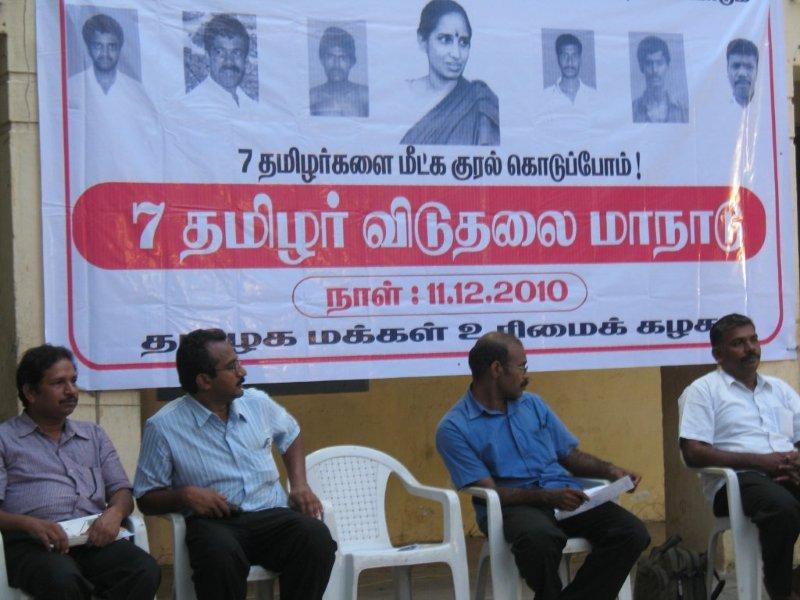 7 தமிழர்களை மீட்க குரல் கொடுப்போம் !
7 தமிழர் விடுதலை மாநாடு
நாள் : 11.12.2010
தமிழக மக்கள் உரிமைக் கழகம்